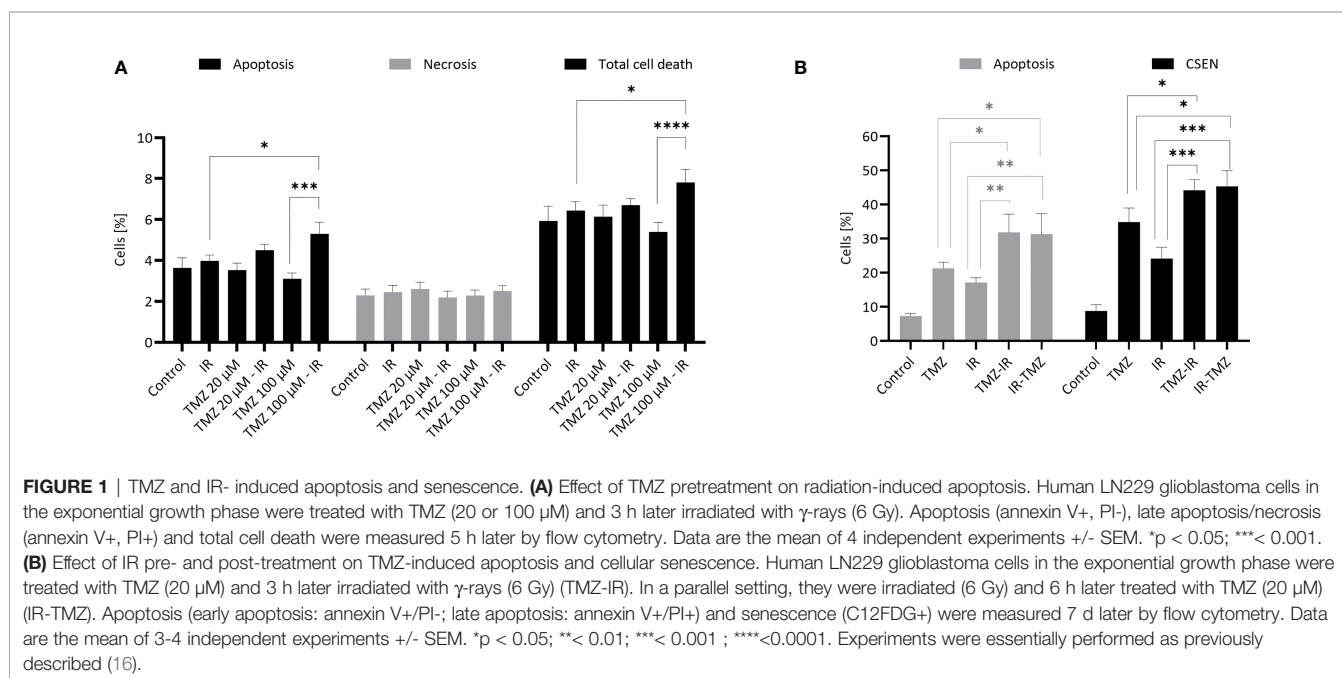 A
Apoptosis
Necrosis
Total cell death
*
***
*
****
Cells [%]
10
8
6
4
2
0
Control
IR
TMZ 20 µM
TMZ 20 µM - IR
TMZ 100 µM
TMZ 100 µM - IR
Control
IR
TMZ 20 µM
TMZ 20 µM - IR
TMZ 100 µM
TMZ 100 µM - IR
Control
IR
TMZ 20 µM
TMZ 20 µM - IR
TMZ 100 µM
TMZ 100 µM - IR
B
Apoptosis
CSEN
*
*
**
**
*
*
***
***
Cells [%]
60
50
40
30
20
10
0
Control
TMZ
IR
TMZ-IR
IR-TMZ
Control
TMZ
IR
TMZ-IR
IR-TMZ
FIGURE 1 | TMZ and IR- induced apoptosis and senescence. (A) Effect of TMZ pretreatment on radiation-induced apoptosis. Human LN229 glioblastoma cells in
the exponential growth phase were treated with TMZ (20 or 100 µM) and 3 h later irradiated with γ-rays (6 Gy). Apoptosis (annexin V+, PI-), late apoptosis/necrosis
(annexin V+, PI+) and total cell death were measured 5 h later by flow cytometry. Data are the mean of 4 independent experiments +/- SEM. *p < 0.05; ***< 0.001.
(B) Effect of IR pre- and post-treatment on TMZ-induced apoptosis and cellular senescence. Human LN229 glioblastoma cells in the exponential growth phase were
treated with TMZ (20 µM) and 3 h later irradiated with γ-rays (6 Gy) (TMZ-IR). In a parallel setting, they were irradiated (6 Gy) and 6 h later treated with TMZ (20 µM)
(IR-TMZ). Apoptosis (early apoptosis: annexin V+/PI-; late apoptosis: annexin V+/PI+) and senescence (C12FDG+) were measured 7 d later by flow cytometry. Data
are the mean of 3-4 independent experiments +/- SEM. *p < 0.05; **< 0.01; ***< 0.001 ; ****<0.0001. Experiments were essentially performed as previously
described (16).